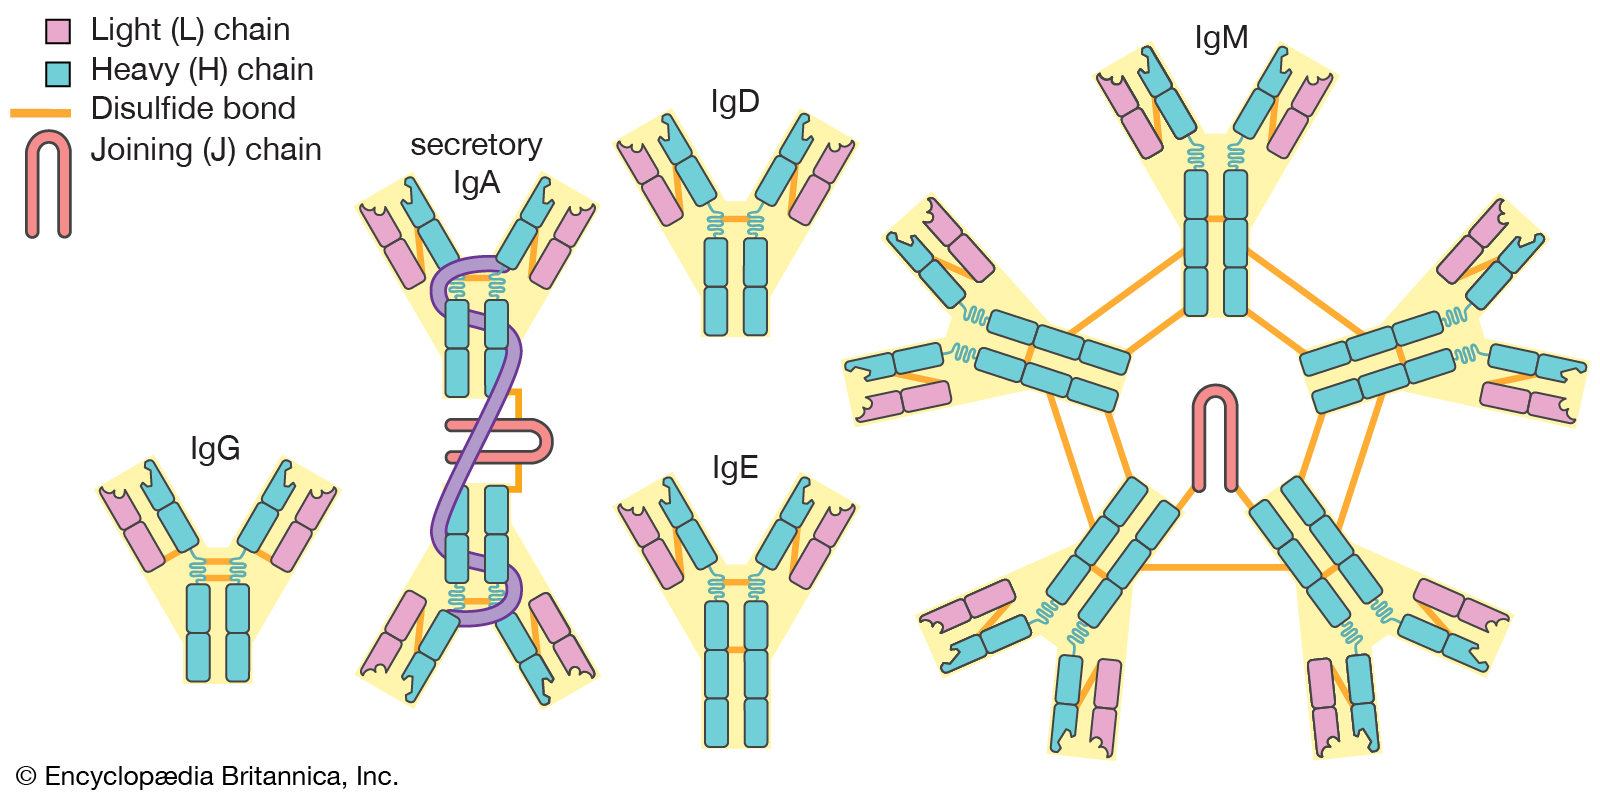 Light (L) chain
Heavy (H) chain
Disulfide bond
Joining (J) chain
secretory
IgA
IgD
IgM
IgG
IgE
© Encyclopædia Britannica, Inc.